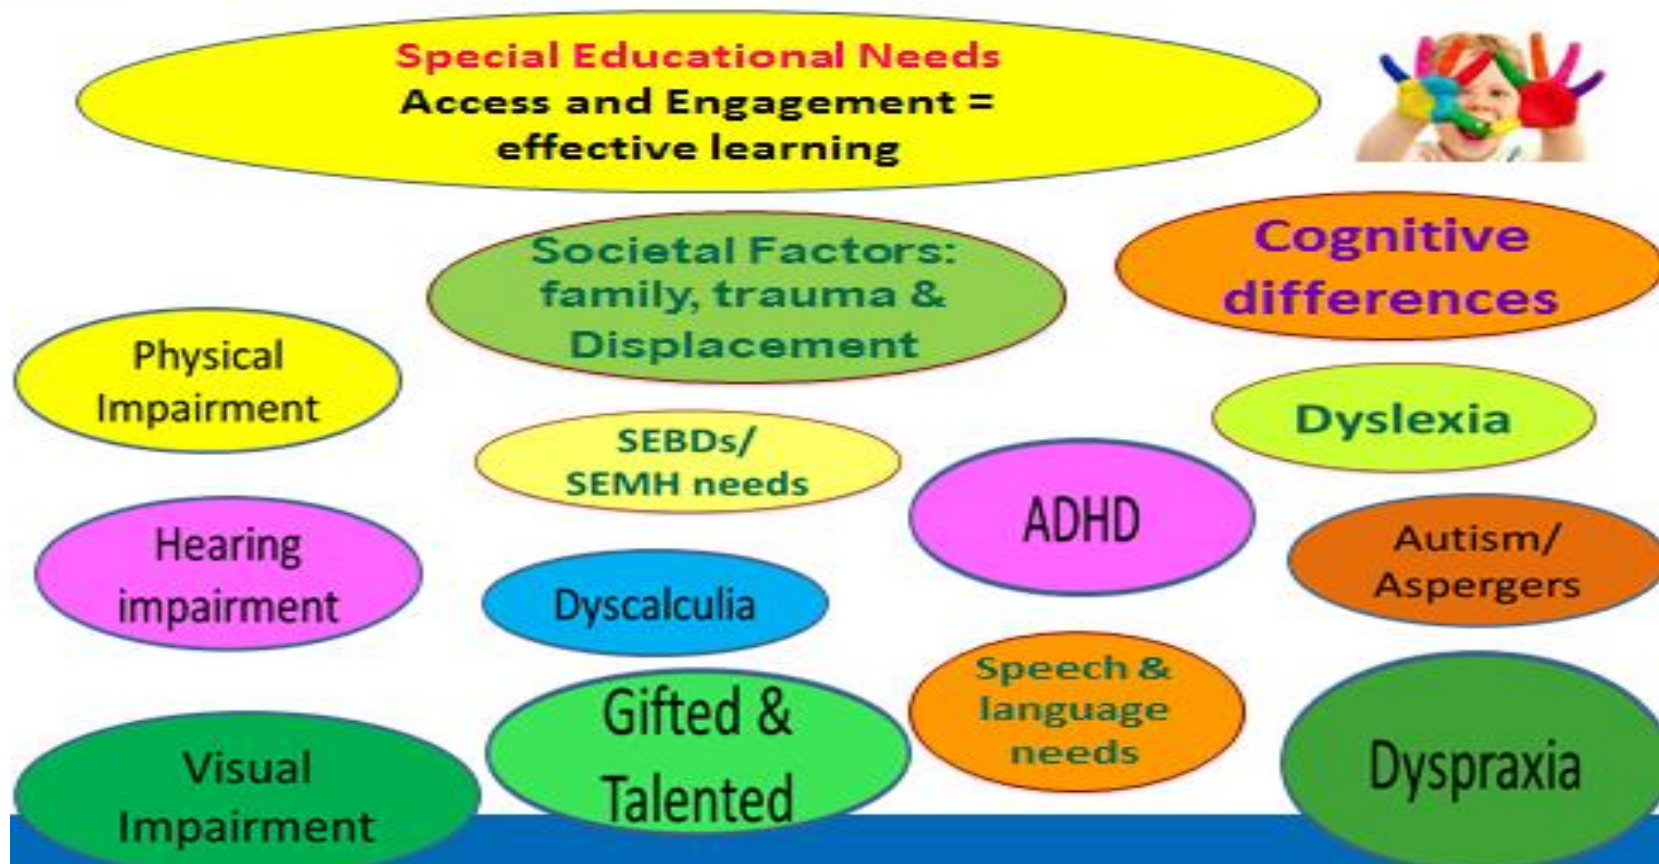 Special Educational Needs
Access and Engagement =
effective learning
Societal Factors:
family, trauma &
Displacement
Cognitive
differences
Physical
Impairment
SEBDs/
SEMH needs
ADHD
Dyslexia
Hearing
impairment
Dyscalculia
Autism/
Aspergers
Visual
Impairment
Gifted &
Talented
Speech &
language
needs
Dyspraxia